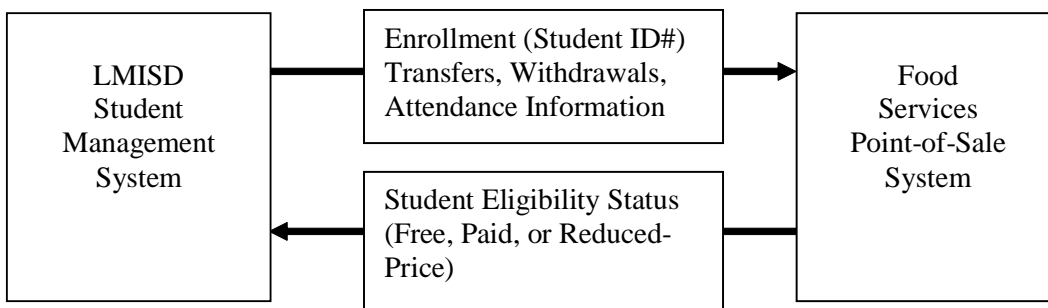 LMISD
Student
Management
System
Enrollment (Student ID#)
Transfers, Withdrawals,
Attendance Information
Student Eligibility Status
(Free, Paid, or Reduced-
Price)
Food
Services
Point-of-Sale
System